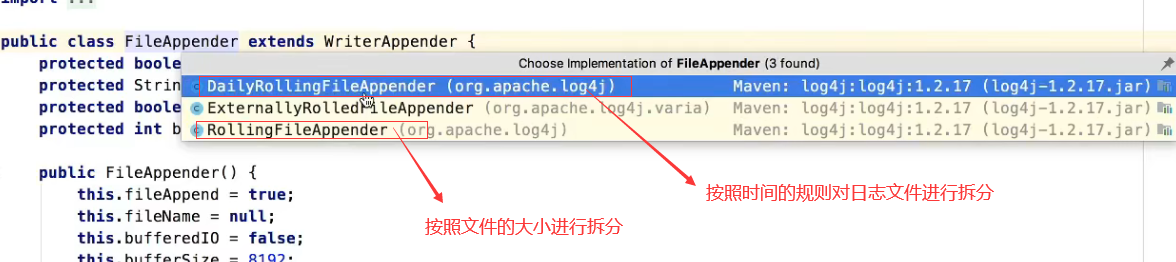 import ...
public class FileAppender extends WriterAppender {
protected boole
Choose Implementation of FileAppender (3 found)
protected Strin
DailyRollingFileAppender (org.apache.log4j) Maven: log4j:log4j:1.2.17 (log4j-1.2.17.jar)
protected boole
ExternallyRolledFileAppender (org.apache.log4j.varia) Maven: log4j:log4j:1.2.17 (log4j-1.2.17.jar)
protected int b
RollingFileAppender (org.apache.log4j) Maven: log4j:log4j:1.2.17 (log4j-1.2.17.jar)
public FileAppender() {
this.fileAppend = true;
按照时间的规则对日志文件进行拆分
this.fileName = null;
按照文件的大小进行拆分
this.bufferedIO = false;
this.bufferSize = 8192;